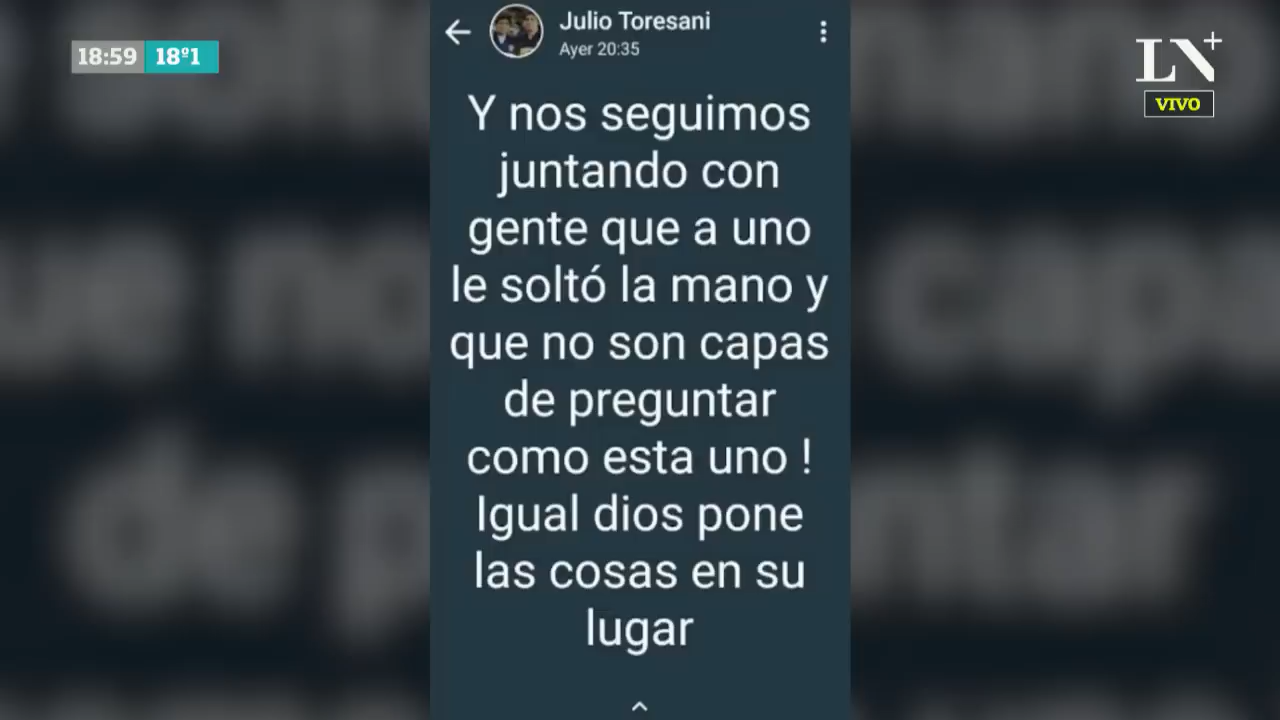 18:59 18º1
Julio Toresani
Ayer 20:35
LN+
VIVO
Y nos seguimos
juntando con
gente que a uno
le soltó la mano y
que no son capas
de preguntar
como esta uno !
Igual dios pone
las cosas en su
lugar